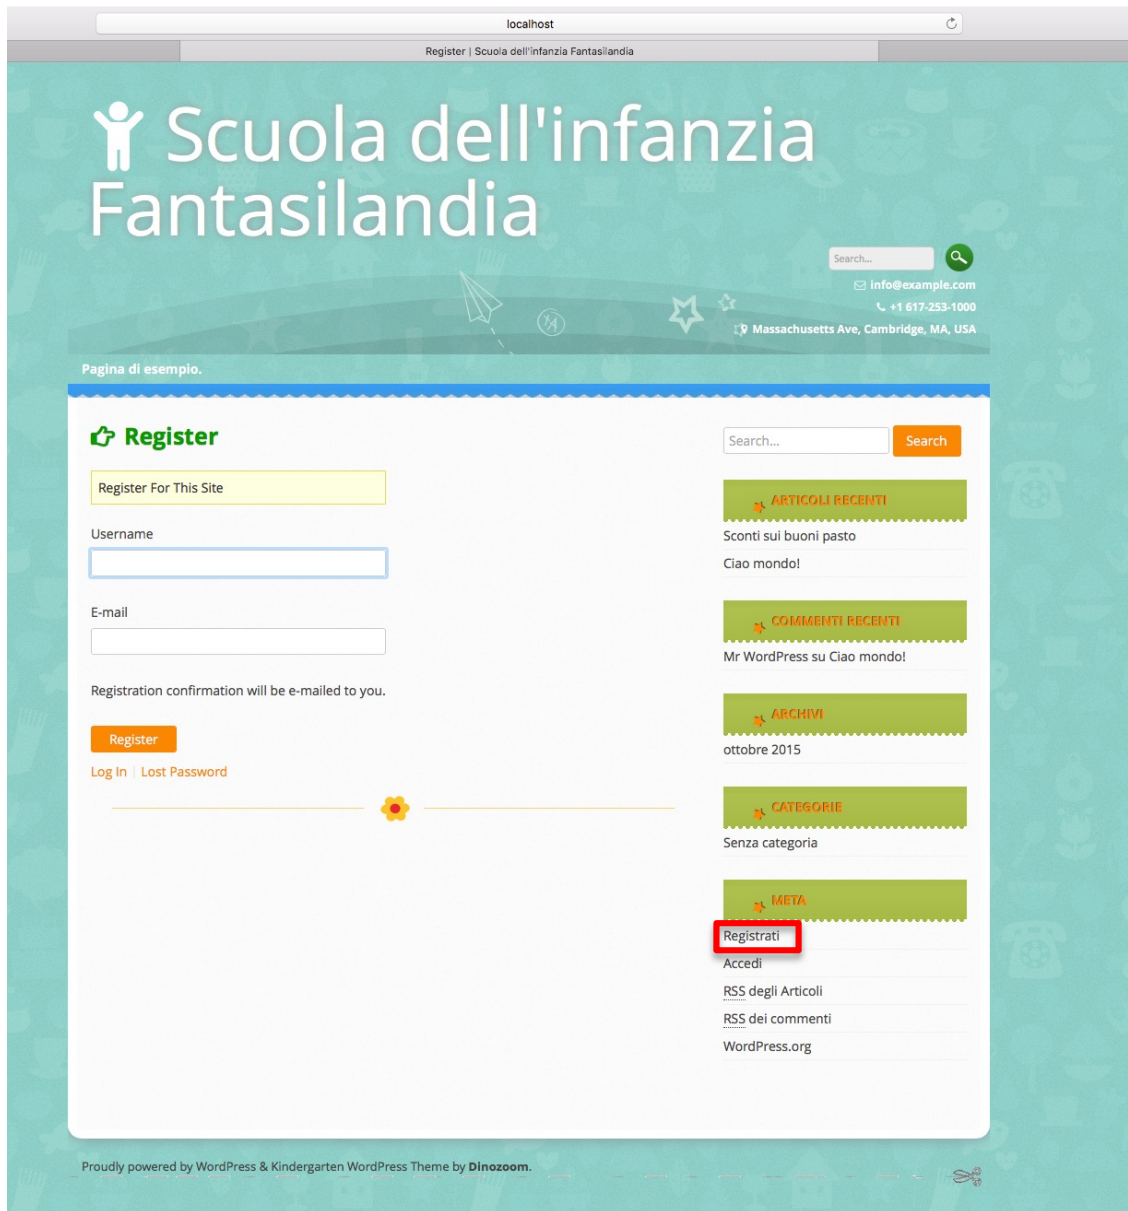 localhost
Register | Scuola dell'infanzia Fantasilandia
Scuola dell'infanzia
Fantasilandia
Search...
info@example.com
+1 617-253-1000
Massachusetts Ave, Cambridge, MA, USA
Pagina di esempio.
Register
Register For This Site
Username
E-mail
Registration confirmation will be e-mailed to you.
Register
Log In | Lost Password
Search...
Search
ARTICOLI RECENTI
Sconti sui buoni pasto
Ciao mondo!
COMMENTI RECENTI
Mr WordPress su Ciao mondo!
ARCHIVI
ottobre 2015
CATEGORIE
Senza categoria
META
Registrati
Accedi
RSS degli Articoli
RSS dei commenti
WordPress.org
Proudly powered by WordPress & Kindergarten WordPress Theme by Dinozoom.